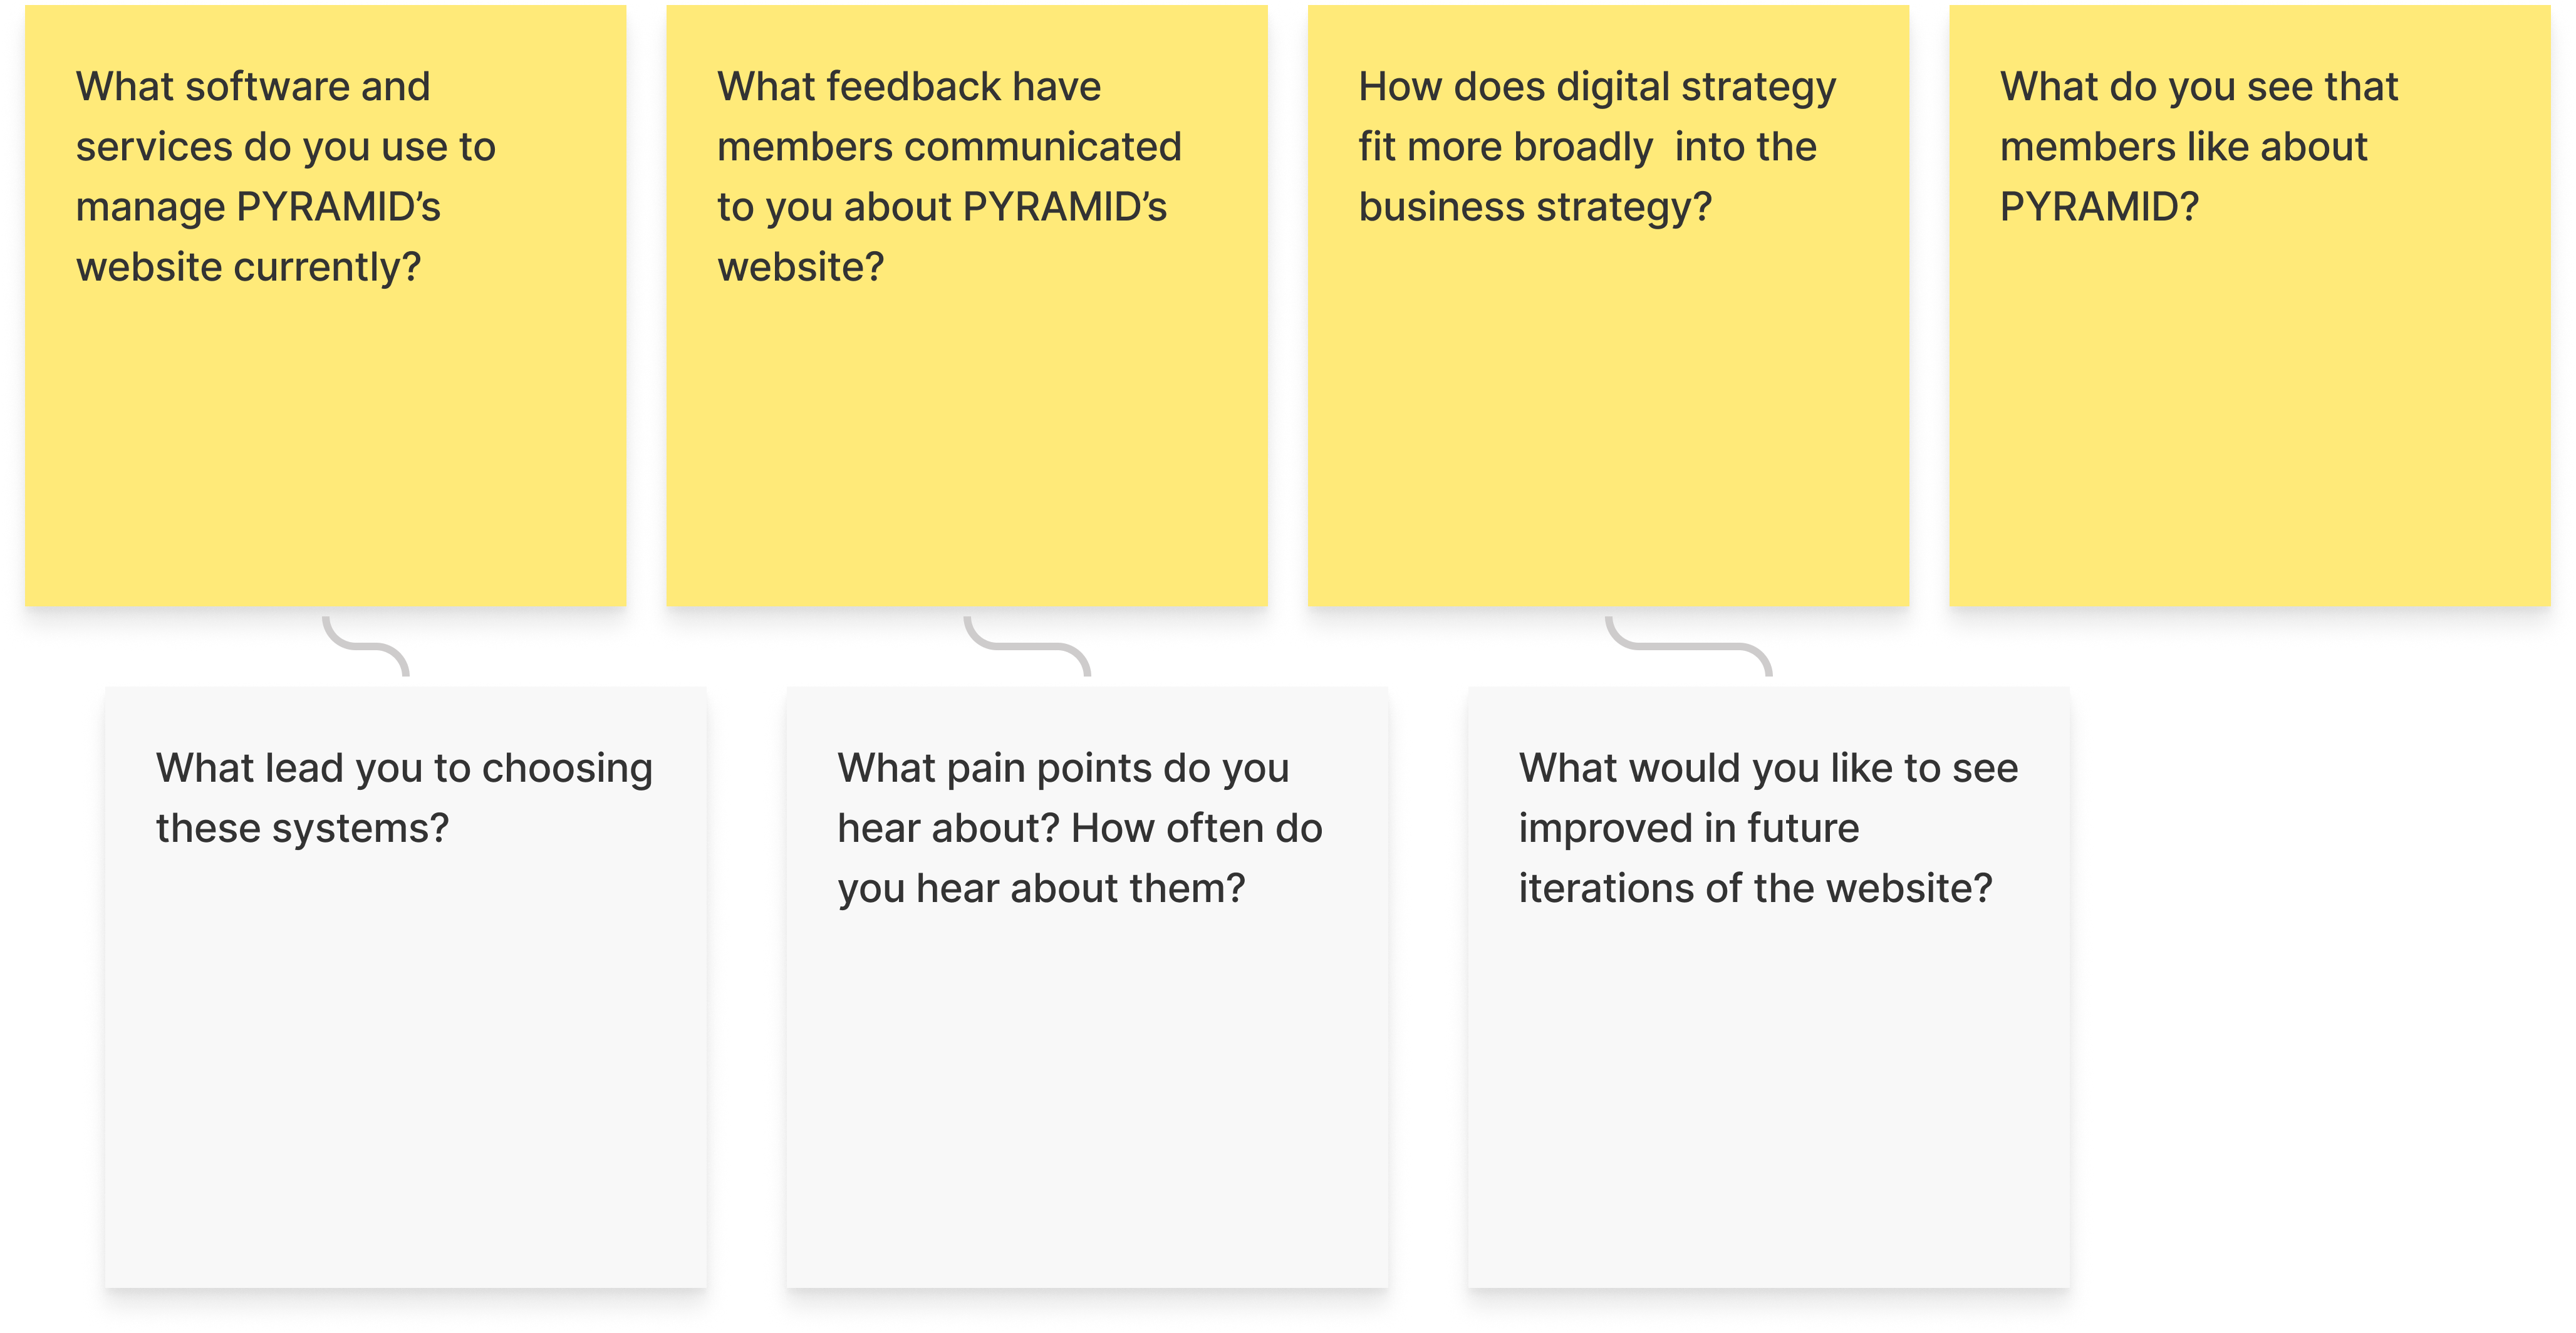 What software and
services do you use to
manage PYRAMID’s
website currently?
What feedback have
members communicated
to you about PYRAMID’s
website?
How does digital strategy
fit more broadly  into the
business strategy?
What do you see that
members like about
PYRAMID?
What lead you to choosing
these systems?
What pain points do you
hear about? How often do
you hear about them?
What would you like to see
improved in future
iterations of the website?